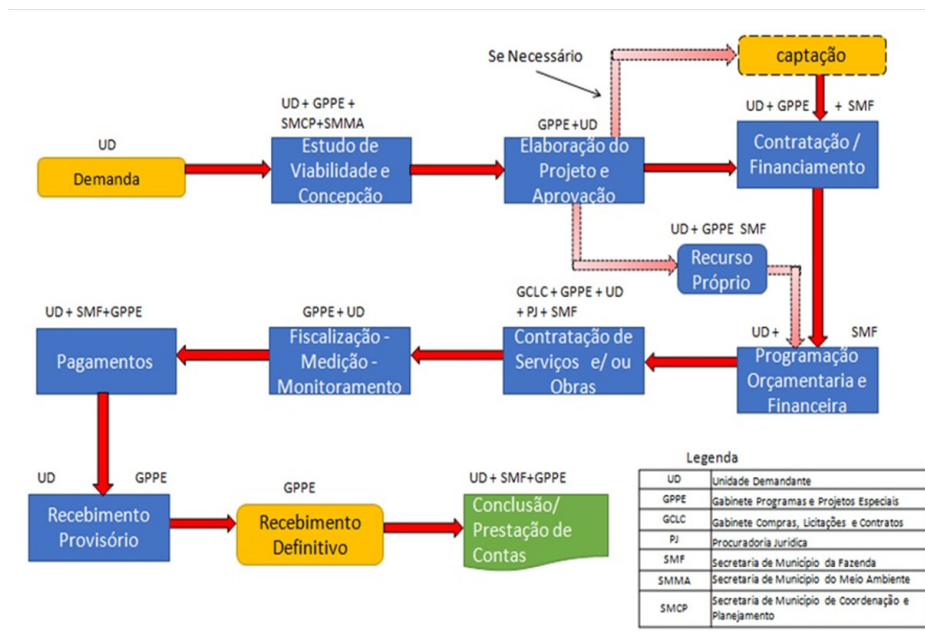 captação
Se Necessário
UD + GPPE + SMF
UD + GPPE +
SMCP+SMMA
GPPE+UD
UD
Demanda
Estudo de
Viabilidade e
Concepção
Elaboração do
Projeto e
Aprovação
Contratação /
Financiamento
UD + GPPE SMF
Recurso
Próprio
UD + SMF+GPPE
GPPE+UD
GCLC + GPPE + UD
+ PJ + SMF
UD + SMF
Pagamentos
Fiscalização -
Medição -
Monitoramento
Contratação de
Serviços e/ ou
Obras
Programação
Orçamentaria e
Financeira
UD GPPE
GPPE
UD + SMF+GPPE
Recebimento
Provisório
Recebimento
Definitivo
Conclusão/
Prestação de
Contas
Legenda
UD Unidade Demandante
GPPE Gabinete Programas e Projetos Especiais
GCLC Gabinete Compras, Licitações e Contratos
PJ Procuradoria Juridica
SMF Secretaria de Município da Fazenda
SMMA Secretaria de Município do Meio Ambiente
SMCP Secretaria de Município de Coordenação e
Planejamento